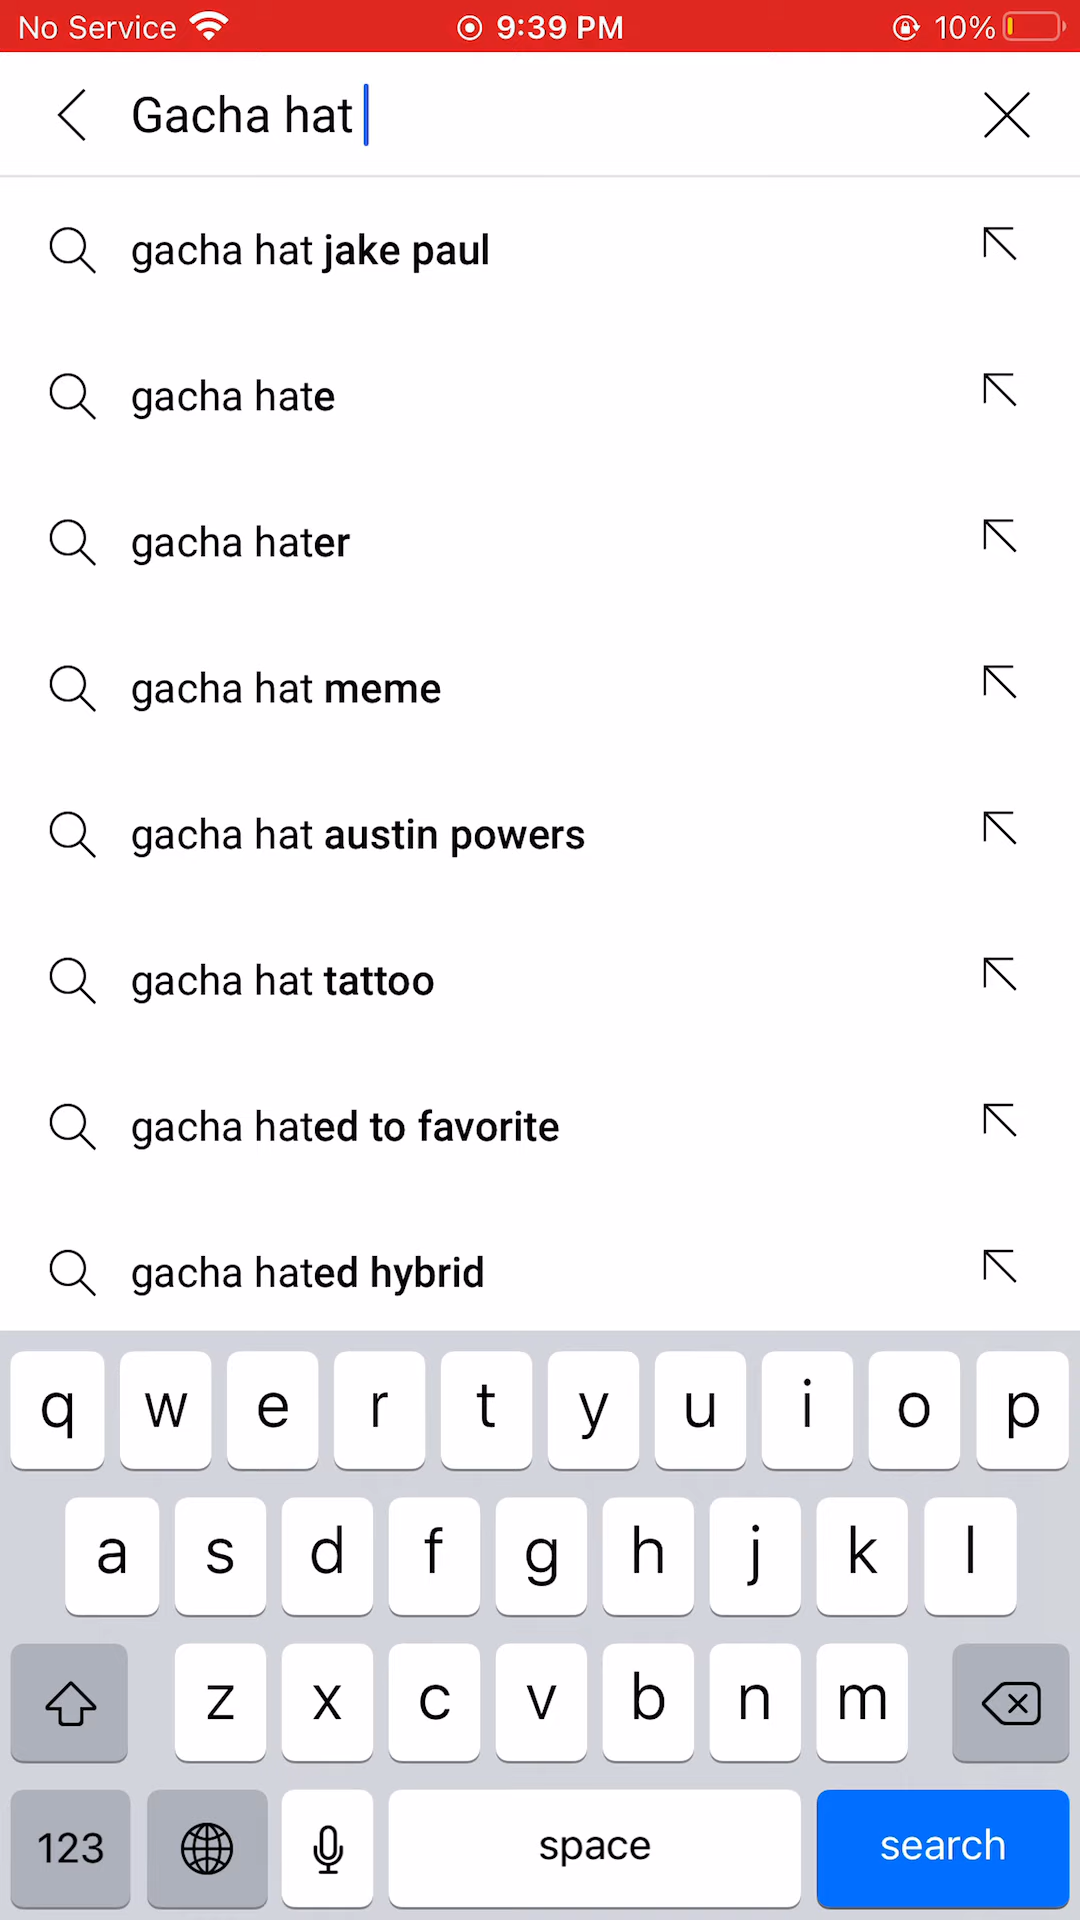 No Service 9:39 PM 10%
Gacha hat
gacha hat jake paul
gacha hate
gacha hater
gacha hat meme
gacha hat austin powers
gacha hat tattoo
gacha hated to favorite
gacha hated hybrid
q w e r t y u i o p
a s d f g h j k l
z x c v b n m
123 space search